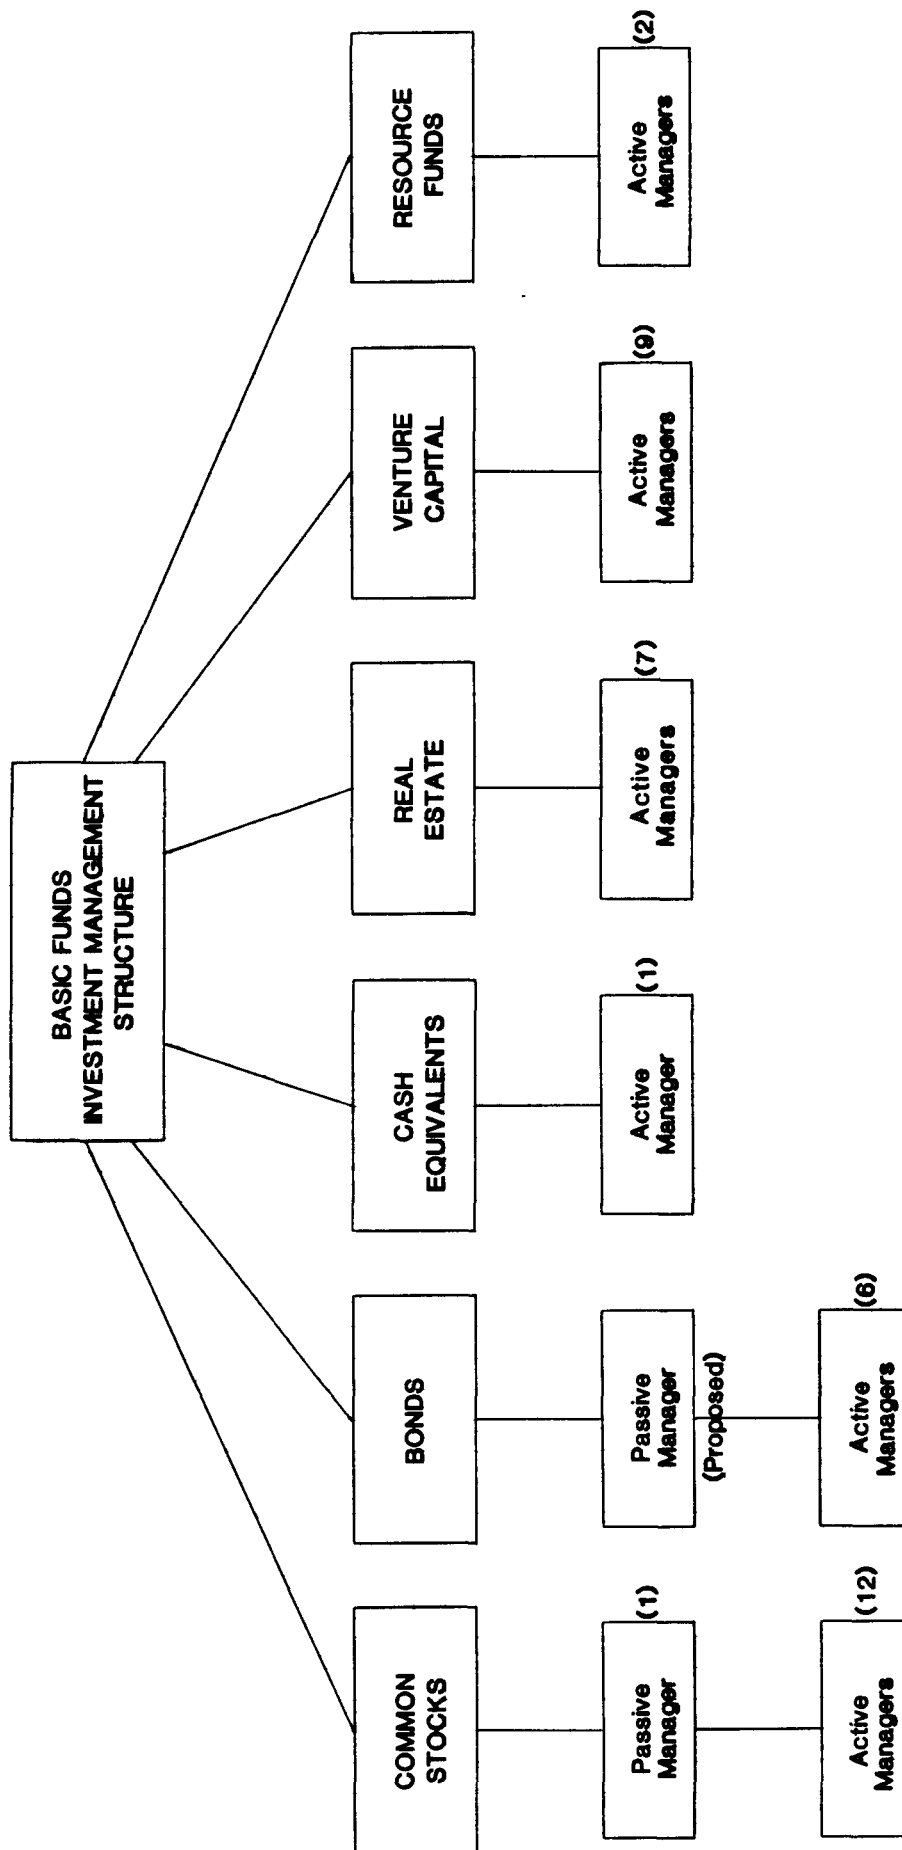 BASIC FUNDS
INVESTMENT MANAGEMENT
STRUCTURE
COMMON
STOCKS
BONDS
CASH
EQUIVALENTS
REAL
ESTATE
VENTURE
CAPITAL
RESOURCE
FUNDS
Passive
Manager
(1)
Passive
Manager
(Proposed)
Active
Manager
(1)
Active
Managers
(7)
Active
Managers
(9)
Active
Managers
(2)
Active
Managers
(12)
Active
Managers
(6)